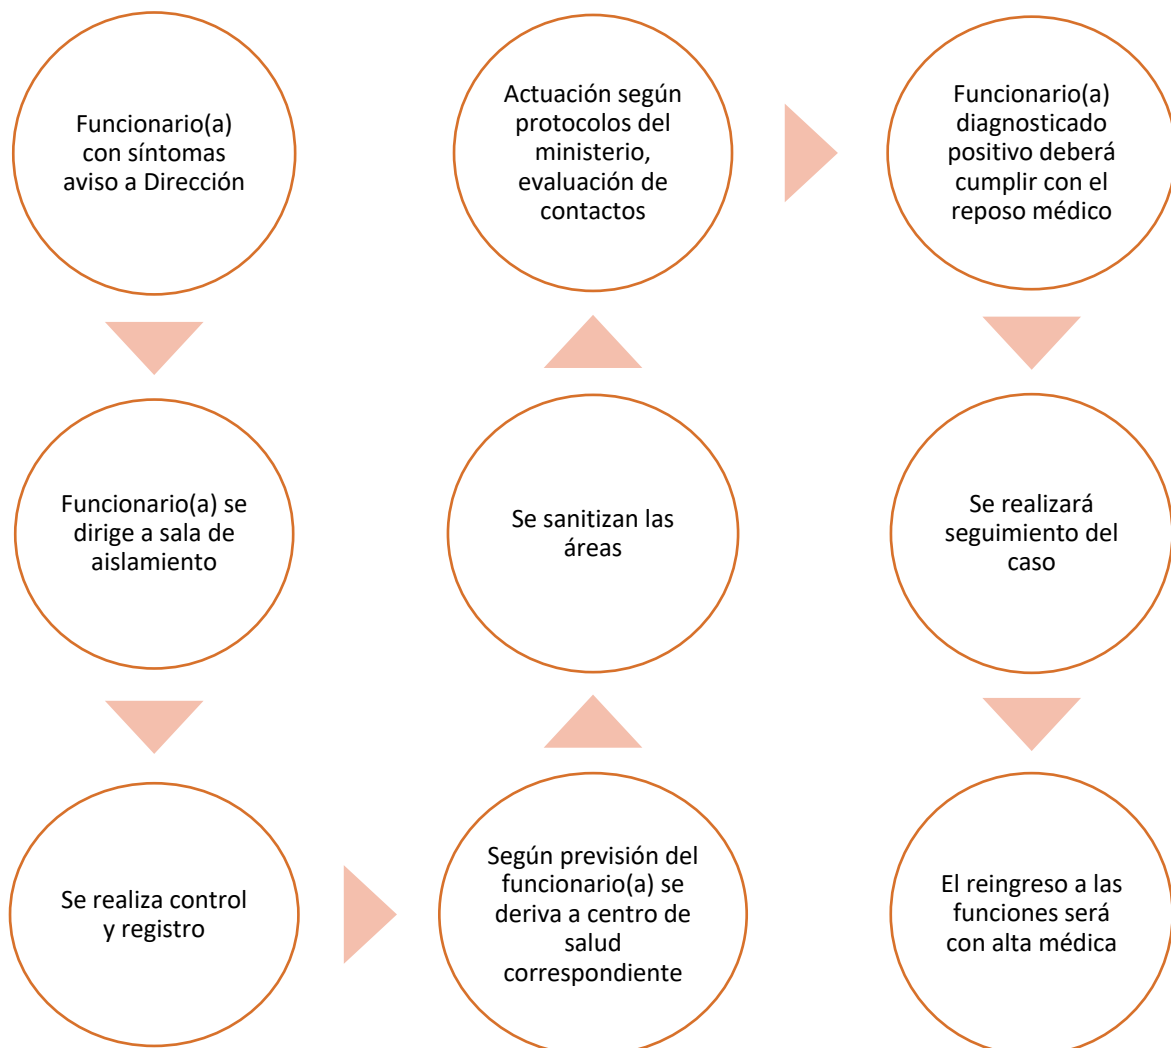 Funcionario(a)
con síntomas
aviso a Dirección
Funcionario(a) se
dirige a sala de
aislamiento
Se realiza control
y registro
Según previsión del
funcionario(a) se
deriva a centro de
salud
correspondiente
Se sanitizan las
áreas
Actuación según
protocolos del
ministerio,
evaluación de
contactos
Funcionario(a)
diagnosticado
positivo deberá
cumplir con el
reposo médico
Se realizará
seguimiento del
caso
El reingreso a las
funciones será
con alta médica